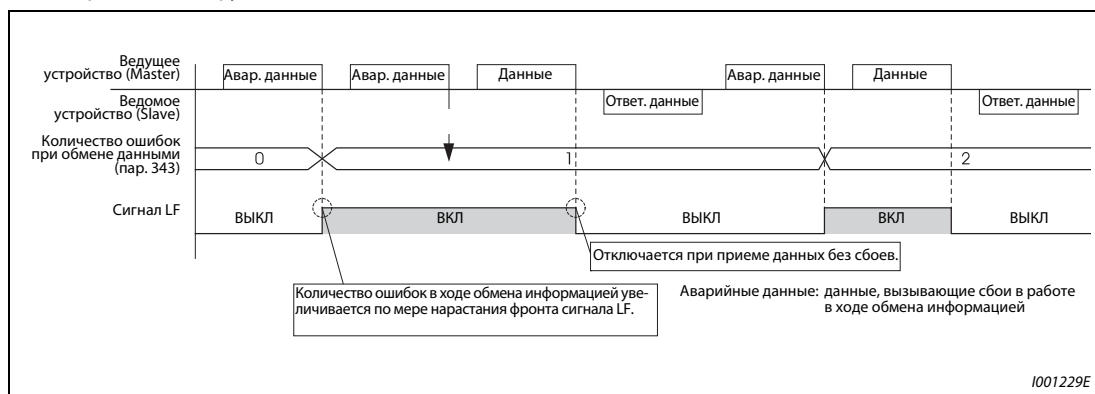 Ведущее
устройство (Master)
Авар. данные
Авар. данные
Данные
Авар. данные
Данные
Ведомое
устройство (Slave)
Ответ. данные
Ответ. данные
Количество ошибок
при обмене данными
(пар. 343)
0
1
2
Сигнал LF
ВЫКЛ
ВКЛ
ВЫКЛ
ВКЛ
ВЫКЛ
Отключается при приеме данных без сбоев.
Количество ошибок в ходе обмена информацией уве-
личивается по мере нарастания фронта сигнала LF.
Аварийные данные: данные, вызывающие сбои в работе
в ходе обмена информацией
I001229E